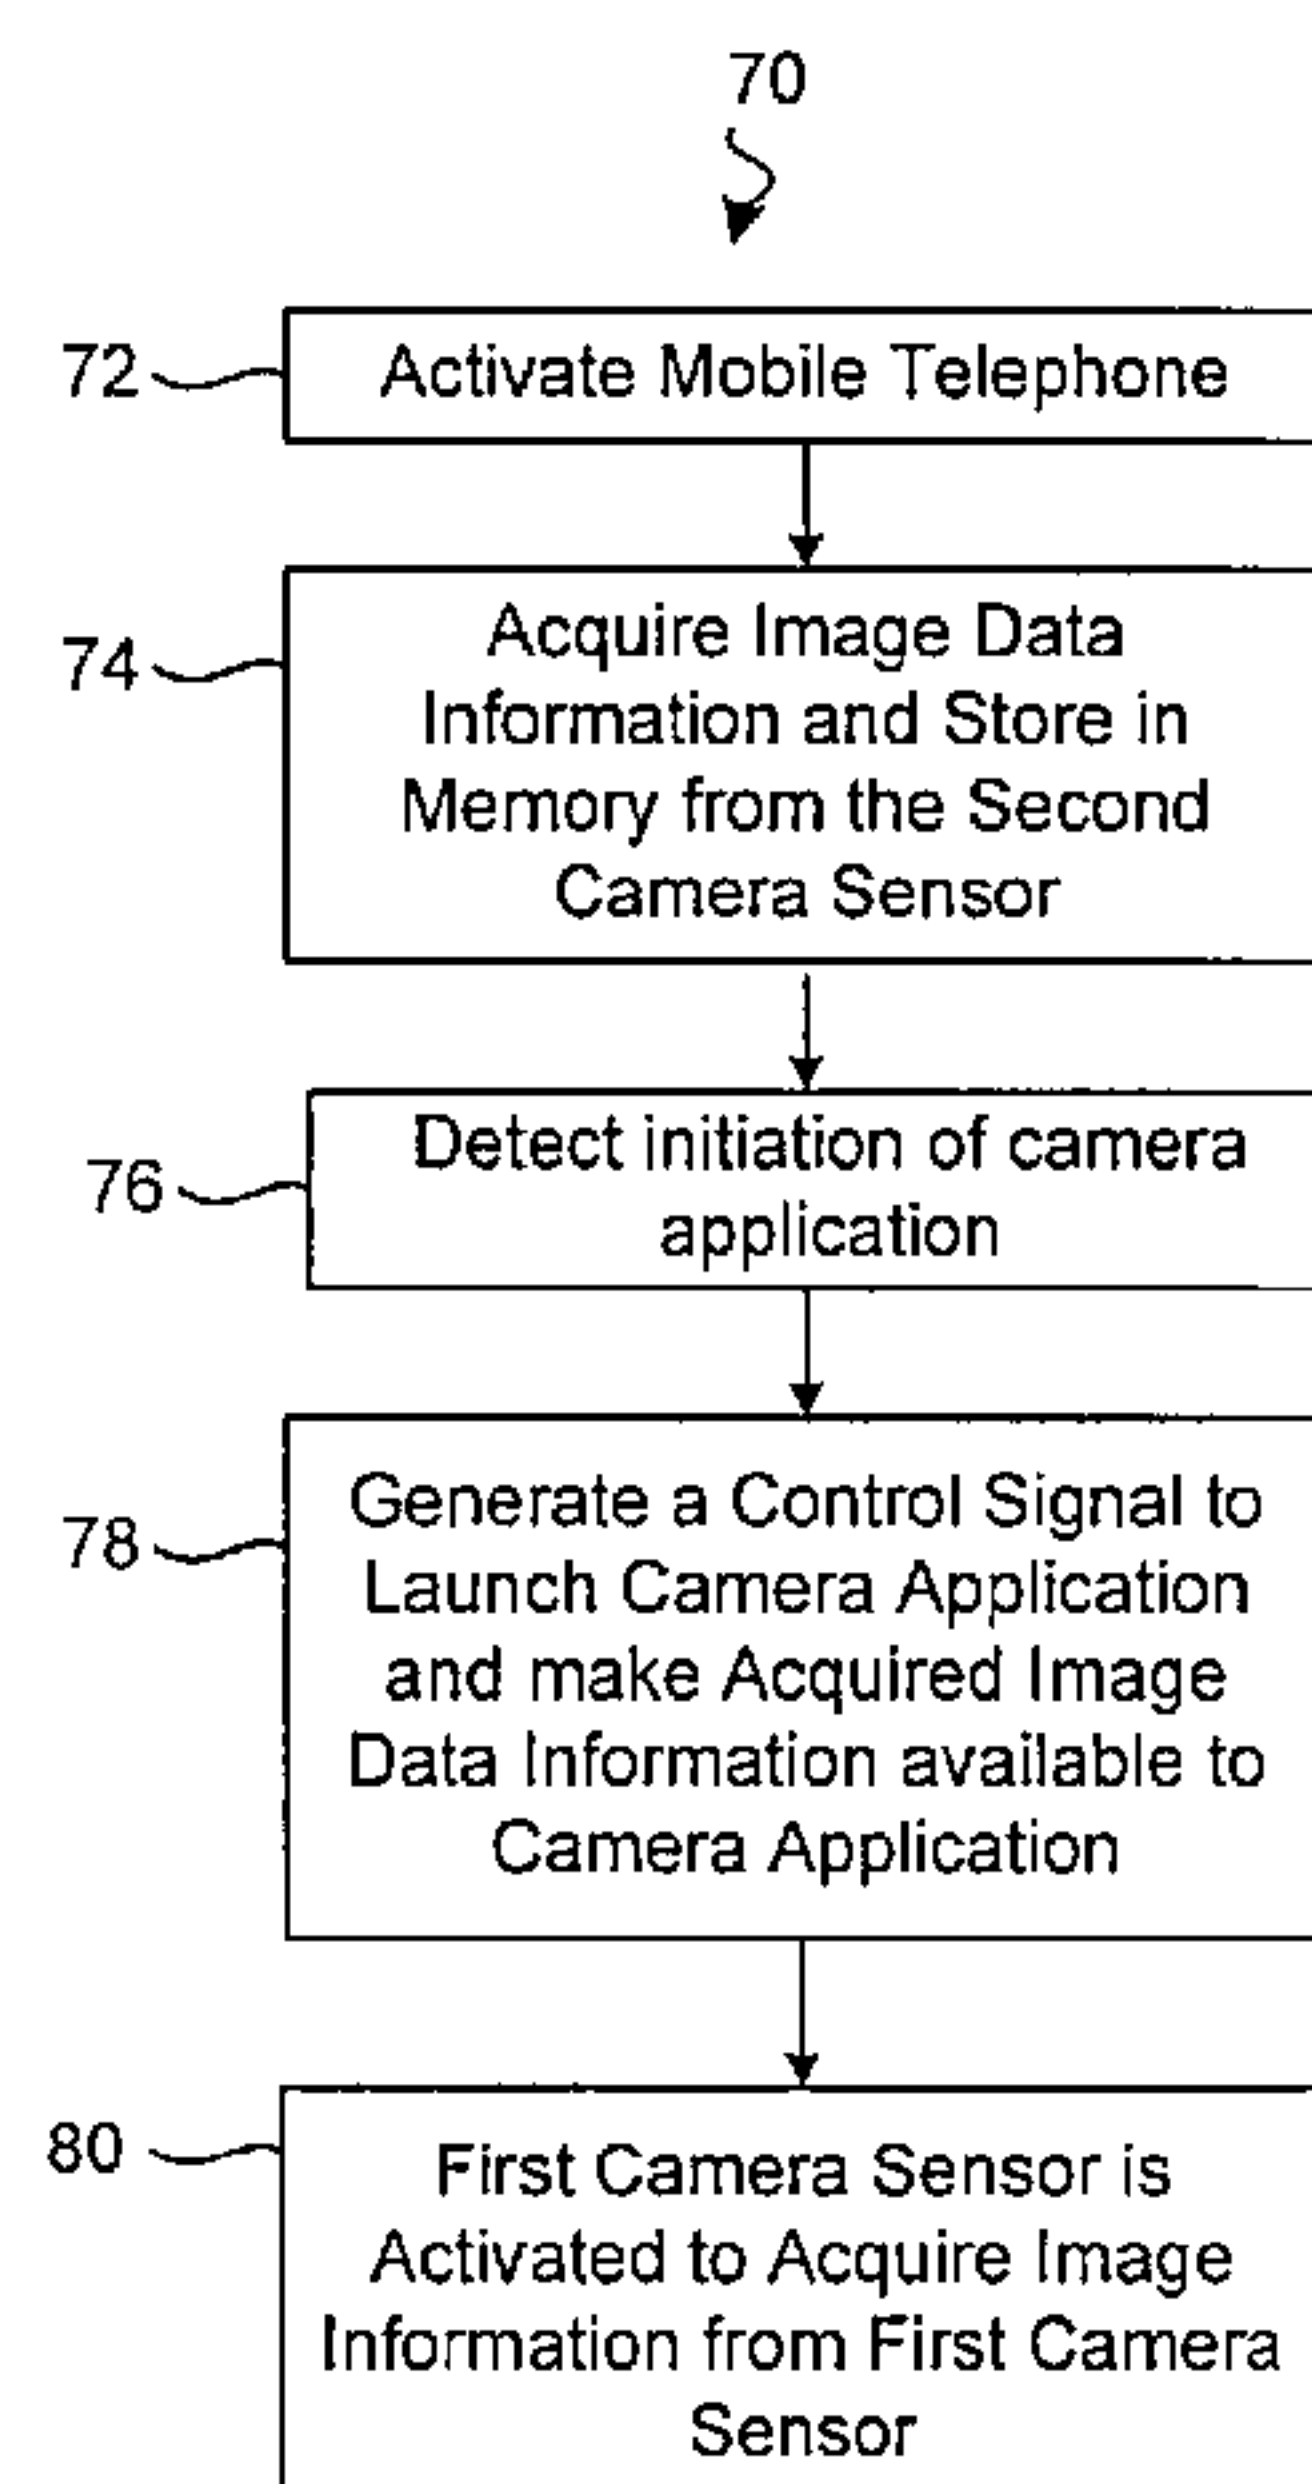 70
72
Activate Mobile Telephone
74
Acquire Image Data
Information and Store in
Memory from the Second
Camera Sensor
76
Detect initiation of camera
application
78
Generate a Control Signal to
Launch Camera Application
and make Acquired Image
Data Information available to
Camera Application
80
First Camera Sensor is
Activated to Acquire Image
Information from First Camera
Sensor